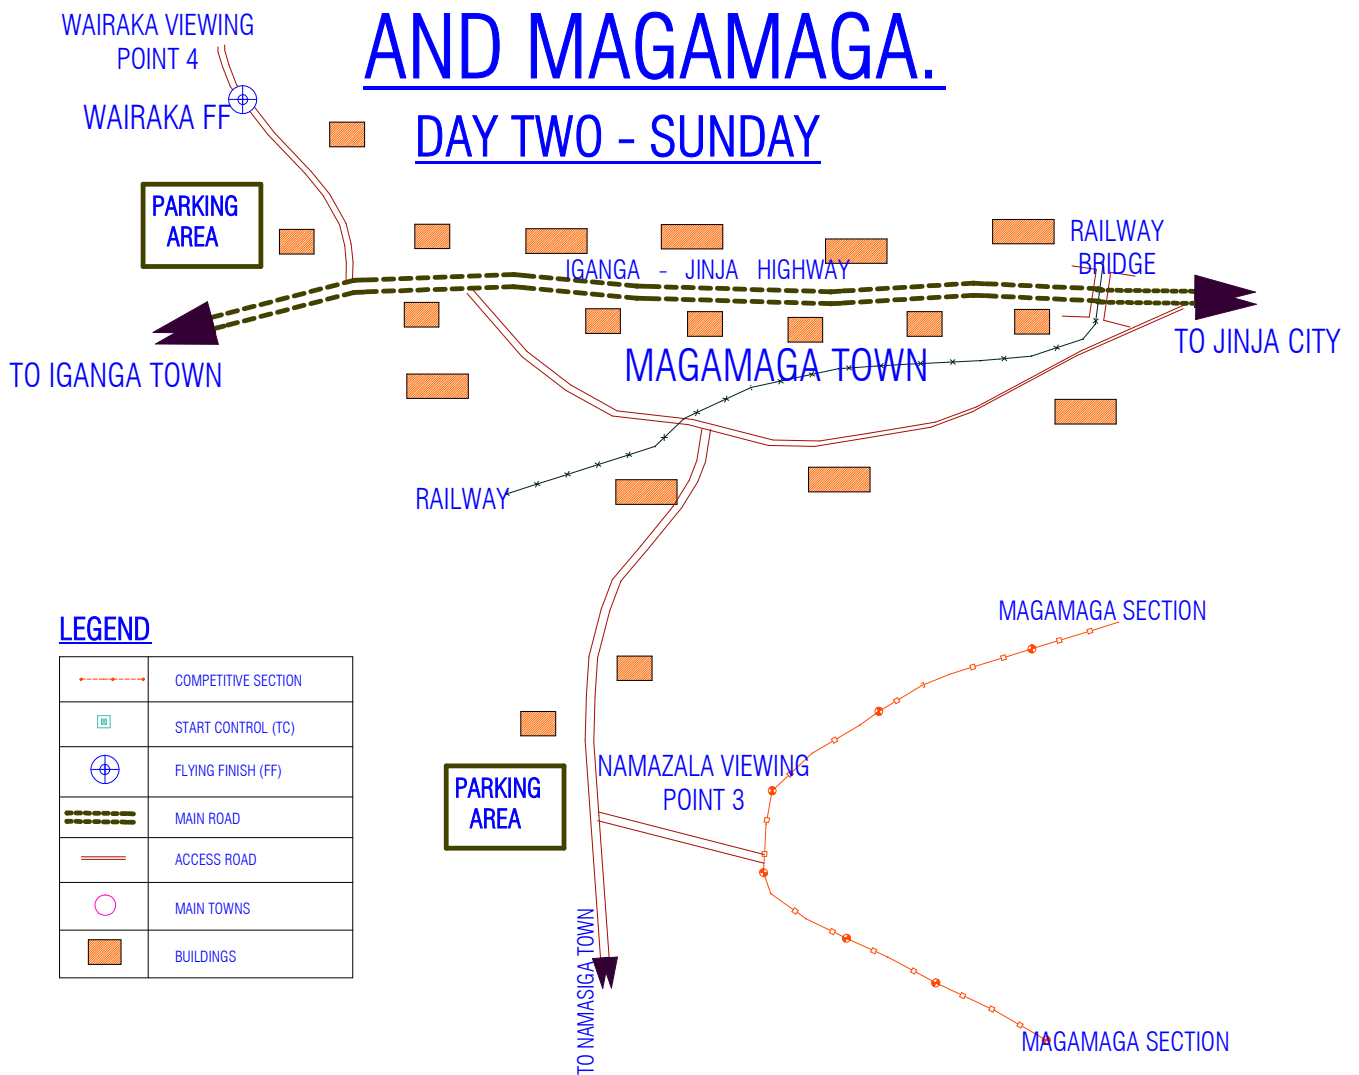 AND MAGAMAGA.
DAY TWO - SUNDAY
WAIRAKA VIEWING
POINT 4
WAIRAKA FF
PARKING
AREA
IGANGA - JINJA HIGHWAY
RAILWAY
BRIDGE
TO JINJA CITY
TO IGANGA TOWN
MAGAMAGA TOWN
RAILWAY
MAGAMAGA SECTION
NAMAZALA VIEWING
POINT 3
PARKING
AREA
TO NAMASIGA TOWN
MAGAMAGA SECTION
LEGEND
COMPETITIVE SECTION
START CONTROL (TC)
FLYING FINISH (FF)
MAIN ROAD
ACCESS ROAD
MAIN TOWNS
BUILDINGS